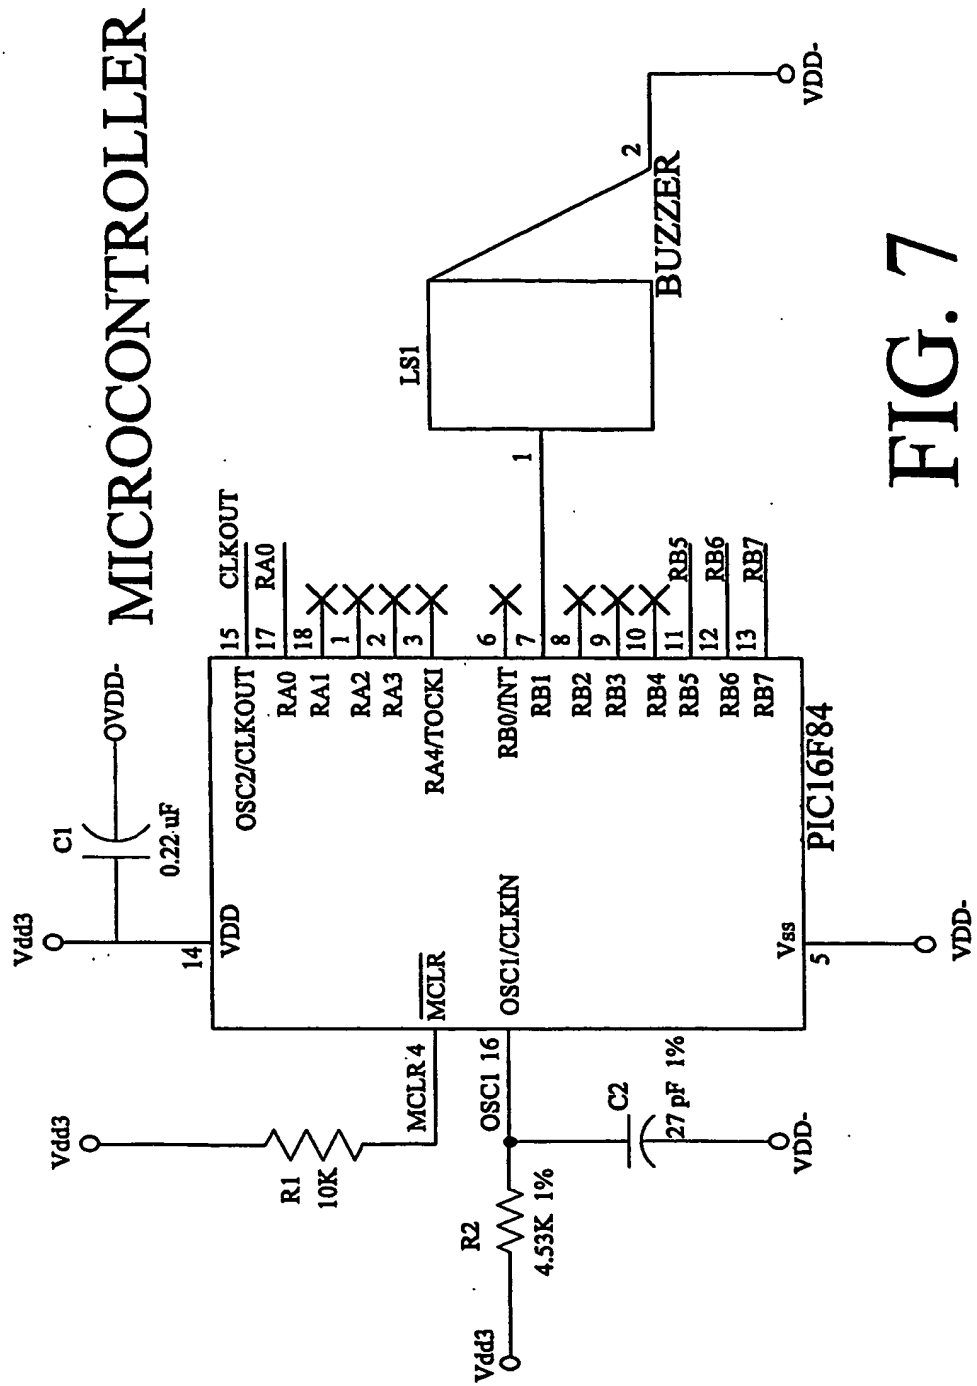 MICROCONTROLLER
Vdd3
C1
0.22 uF
OVDD-
Vdd3
R1
10K
14
VDD
MCLR 4
MCLR
OSC2/CLKOUT
15
CLKOUT
RA0
17
RA0
RA1
18
RA2
1
RA3
2
RA4/TOCKI
3
R2
4.53K 1%
Vdd3
OSC1 16
OSC1/CLKIN
RB0/INT
6
RB1
7
RB2
8
RB3
9
RB4
10
RB5
11
RB5
RB6
12
RB6
RB7
13
RB7
C2
27 pF 1%
VDD-
Vss
5
VDD-
PIC16F84
LS1
1
2
BUZZER
VDD-
FIG. 7